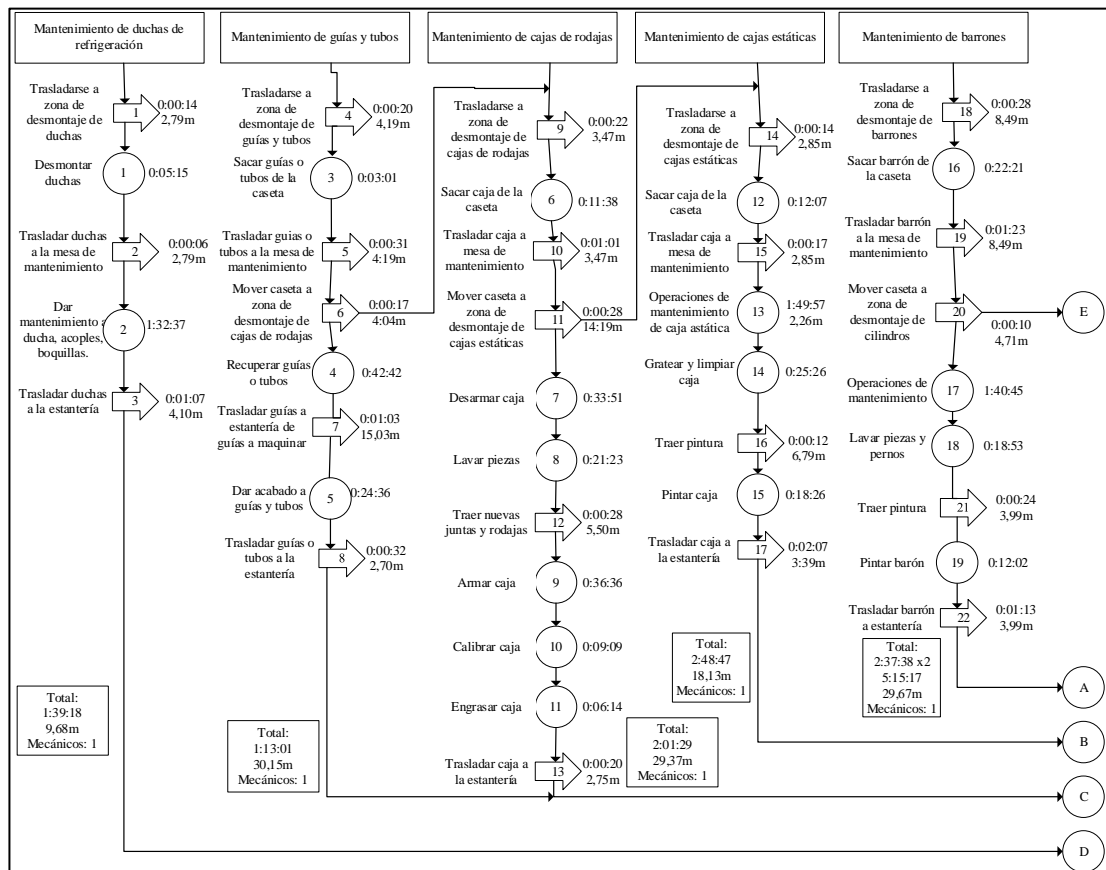 Mantenimiento de duchas de
refrigeración
Trasladarse a
zona de
desmontaje de
duchas
1
0:00:14
2,79m
Desmontar
duchas
1
0:05:15
Trasladar duchas
a la mesa de
mantenimiento
2
0:00:06
2,79m
Dar
mantenimiento a
ducha, acoples,
boquillas.
2
1:32:37
Trasladar duchas
a la estantería
3
0:01:07
4,10m
Total:
1:39:18
9,68m
Mecánicos: 1
Mantenimiento de guías y tubos
Trasladarse a
zona de
desmontaje de
guías y tubos
4
0:00:20
4,19m
Sacar guías o
tubos de la
caseta
3
0:03:01
Trasladar guias o
tubos a la mesa de
mantenimiento
5
0:00:31
4:19m
Mover caseta a
zona de
desmontaje de
cajas de rodajas
6
0:00:17
4:04m
Recuperar guías
o tubos
4
0:42:42
Trasladar guías a
estantería de
guías a maquinar
7
0:01:03
15,03m
Dar acabado a
guías y tubos
5
0:24:36
Trasladar guías o
tubos a la
estantería
8
0:00:32
2,70m
Total:
1:13:01
30,15m
Mecánicos: 1
Mantenimiento de cajas de rodajas
Trasladarse a
zona de
desmontaje de
cajas de rodajas
9
0:00:22
3,47m
Sacar caja de la
caseta
6
0:11:38
Trasladar caja a
mesa de
mantenimiento
10
0:01:01
3,47m
Mover caseta a
zona de
desmontaje de
cajas estáticas
11
0:00:28
14:19m
Desarmar caja
7
0:33:51
Lavar piezas
8
0:21:23
Traer nuevas
juntas y rodajas
12
0:00:28
5,50m
Armar caja
9
0:36:36
Calibrar caja
10
0:09:09
Engrasar caja
11
0:06:14
Trasladar caja a
la estantería
13
0:00:20
2,75m
Total:
2:01:29
29,37m
Mecánicos: 1
Mantenimiento de cajas estáticas
Trasladarse a
zona de
desmontaje de
cajas estáticas
14
0:00:14
2,85m
Sacar caja de la
caseta
12
0:12:07
Trasladar caja a
mesa de
mantenimiento
15
0:00:17
2,85m
Operaciones de
mantenimiento
de caja astática
13
1:49:57
2,26m
Gratear y limpiar
caja
14
0:25:26
Traer pintura
16
0:00:12
6,79m
Pintar caja
15
0:18:26
Trasladar caja a
la estantería
17
0:02:07
3:39m
Total:
2:48:47
18,13m
Mecánicos: 1
Mantenimiento de barrones
Trasladarse a
zona de
desmontaje de
barrones
18
0:00:28
8,49m
Sacar barrón de
la caseta
16
0:22:21
Trasladar barrón
a la mesa de
mantenimiento
19
0:01:23
8,49m
Mover caseta a
zona de
desmontaje de
cilindros
20
0:00:10
4,71m
Operaciones de
mantenimiento
17
1:40:45
Lavar piezas y
pernos
18
0:18:53
Traer pintura
21
0:00:24
3,99m
Pintar barón
19
0:12:02
Trasladar barrón
a estantería
22
0:01:13
3,99m
Total:
2:37:38 x2
5:15:17
29,67m
Mecánicos: 1
E
A
B
C
D